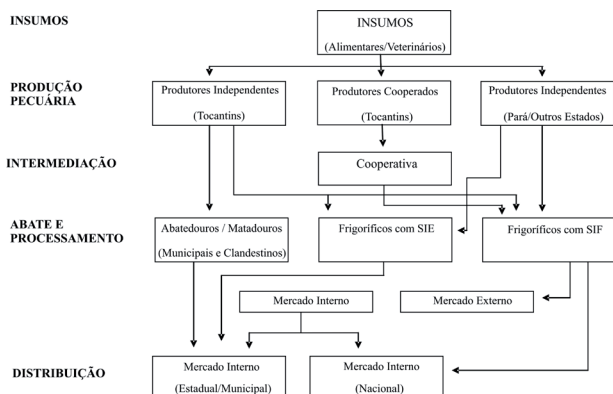 INSUMOS
INSUMOS
(Alimentares/Veterinários)
PRODUÇÃO
PECUÁRIA
Produtores Independentes
(Tocantins)
Produtores Cooperados
(Tocantins)
Produtores Independentes
(Pará/Outros Estados)
INTERMEDIAÇÃO
Cooperativa
ABATE E
PROCESSAMENTO
Abatedouros / Matadouros
(Municipais e Clandestinos)
Frigoríficos com SIE
Frigoríficos com SIF
Mercado Interno
Mercado Externo
DISTRIBUIÇÃO
Mercado Interno
(Estadual/Municipal)
Mercado Interno
(Nacional)